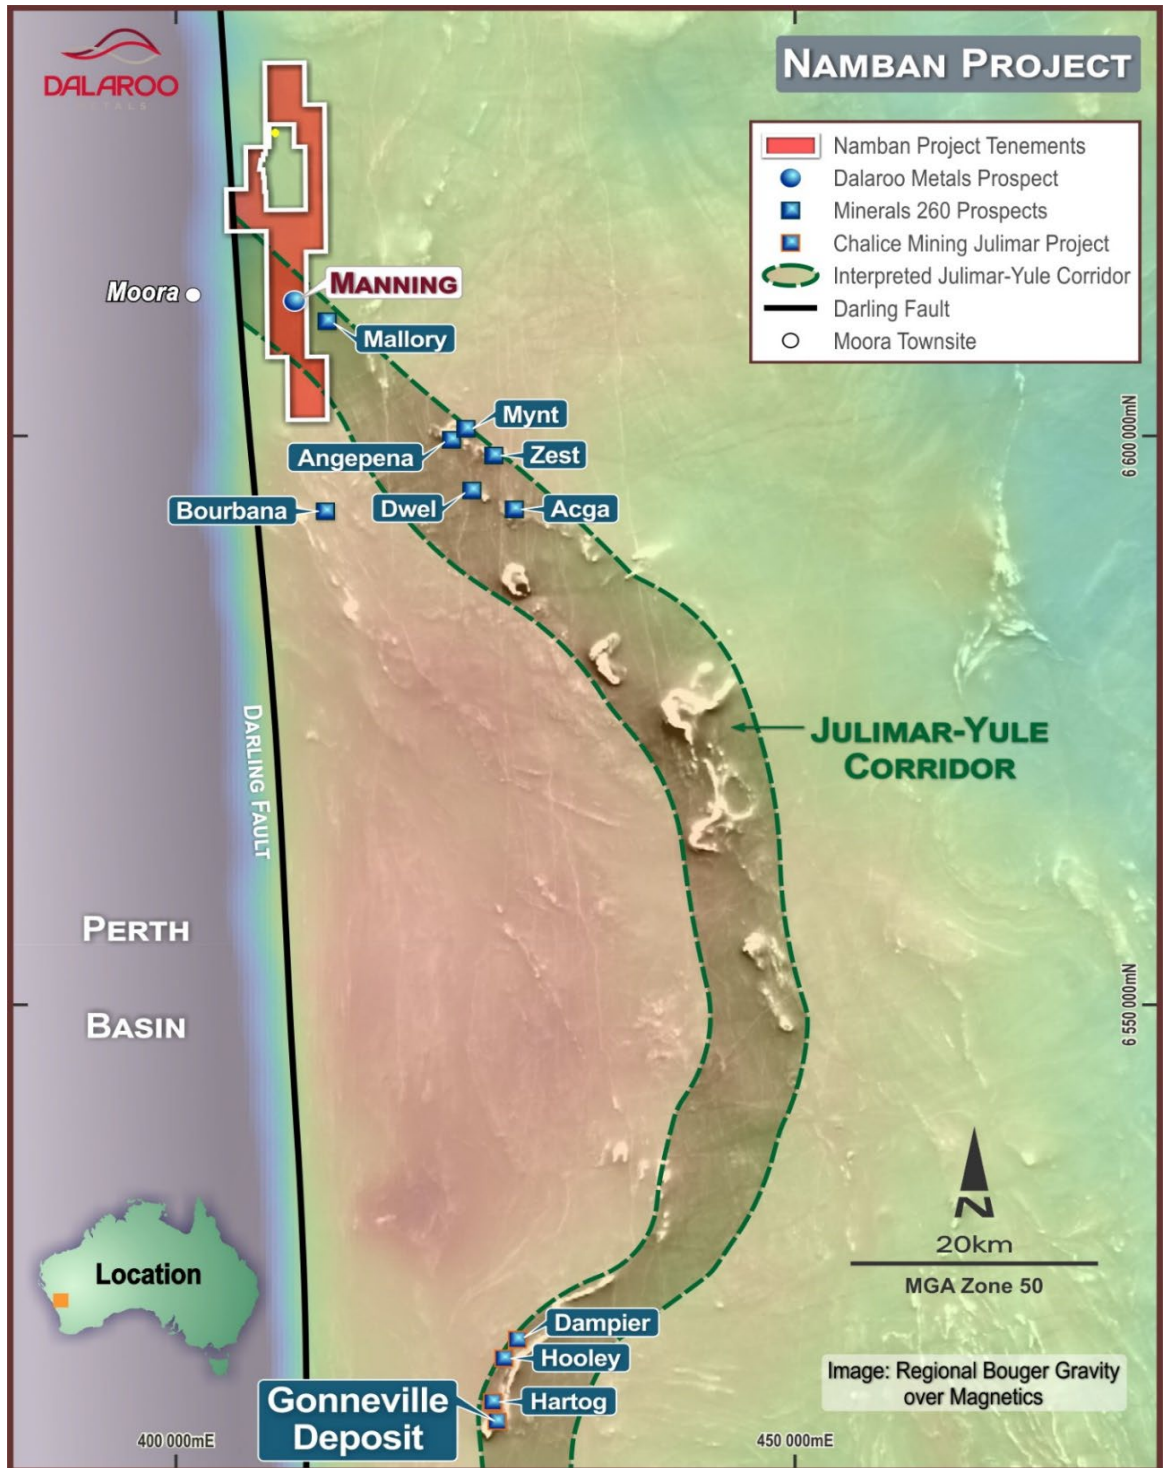 DALAROO
METALS
NAMBAN PROJECT
Namban Project Tenements
Dalaroo Metals Prospect
Minerals 260 Prospects
Chalice Mining Julimar Project
Interpreted Julimar-Yule Corridor
Darling Fault
Moora Townsite
Moora
MANNING
Mallory
Mynt
Angepena
Zest
Bourbana
Dwel
Acga
6 600 000mN
DARLING FAULT
JULIMAR-YULE
CORRIDOR
PERTH
BASIN
6 550 000mN
N
20km
MGA Zone 50
Location
Dampier
Hooley
Hartog
Gonneville
Deposit
Image: Regional Bouger Gravity
over Magnetics
400 000mE
450 000mE